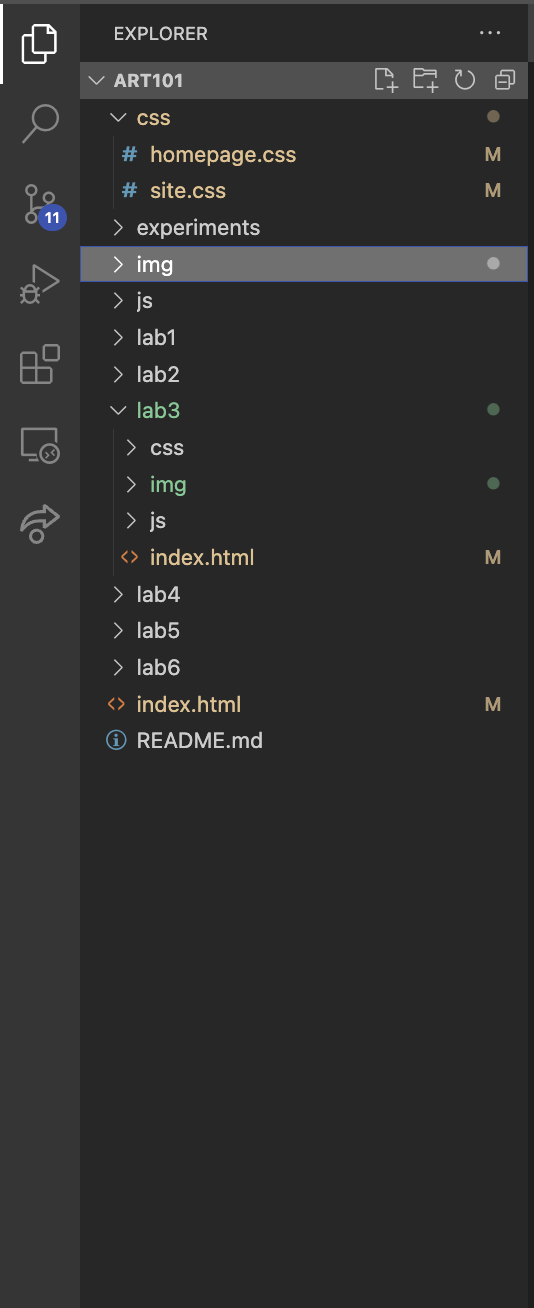 EXPLORER
ART101
css
homepage.css M
site.css M
11
experiments
img
js
lab1
lab2
lab3
css
img
js
index.html M
lab4
lab5
lab6
index.html M
README.md